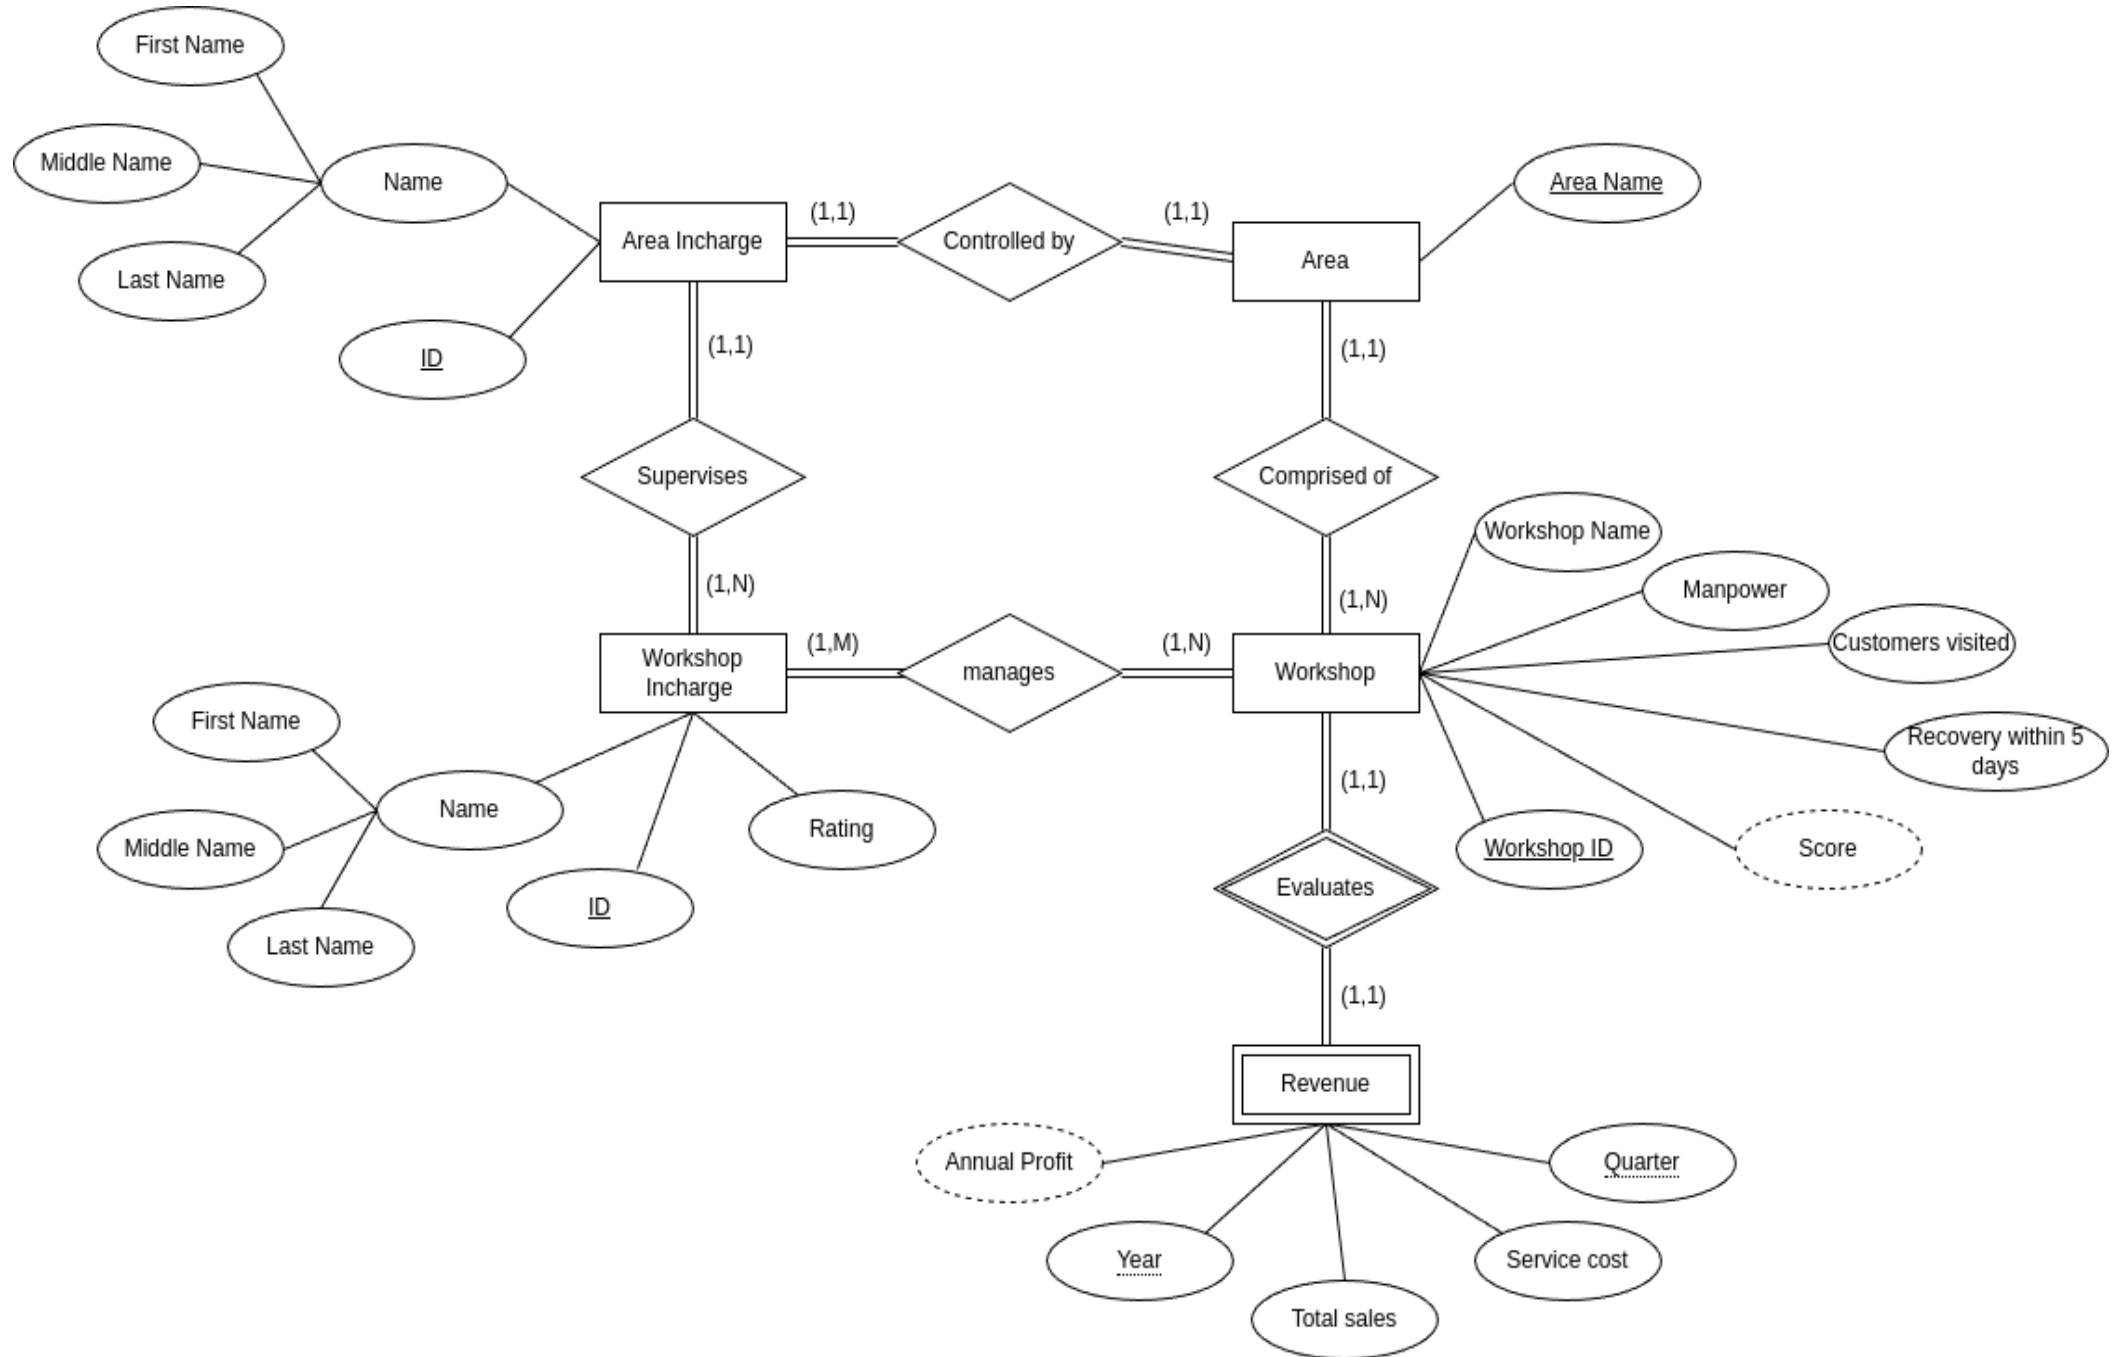 First Name
Middle Name
Name
Last Name
ID
Area Incharge
(1,1)
Controlled by
(1,1)
Area
Area Name
(1,1)
(1,1)
Supervises
Comprised of
(1,N)
(1,N)
Workshop
Incharge
(1,M)
manages
(1,N)
Workshop
Workshop Name
Manpower
Customers visited
Recovery within 5
days
Score
Workshop ID
First Name
Middle Name
Name
Last Name
ID
Rating
(1,1)
Evaluates
(1,1)
Revenue
Annual Profit
Year
Total sales
Service cost
Quarter